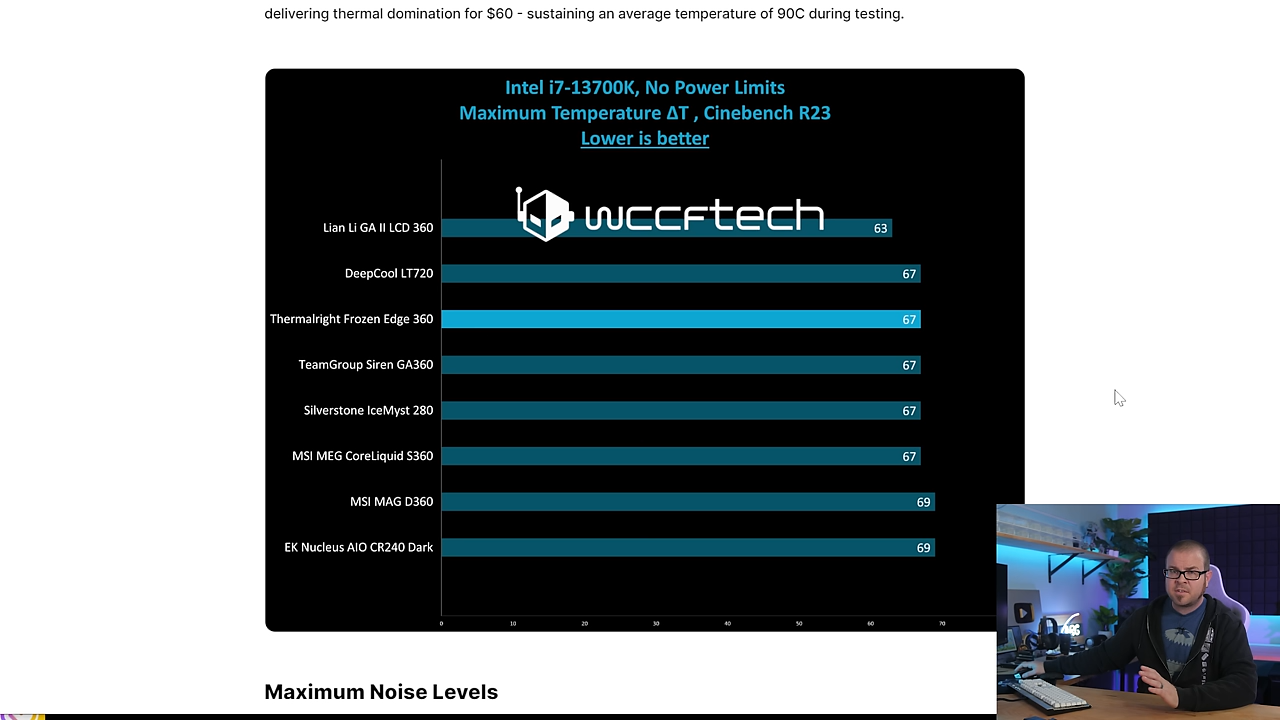 delivering thermal domination for $60 - sustaining an average temperature of 90C during testing.
Intel i7-13700K, No Power Limits
Maximum Temperature ΔT , Cinebench R23
Lower is better
wccftech
Lian Li GA II LCD 360 63
DeepCool LT720 67
Thermalright Frozen Edge 360 67
TeamGroup Siren GA360 67
Silverstone IceMyst 280 67
MSI MEG CoreLiquid S360 67
MSI MAG D360 69
EK Nucleus AIO CR240 Dark 69
0 10 20 30 40 50 60 70
Maximum Noise Levels